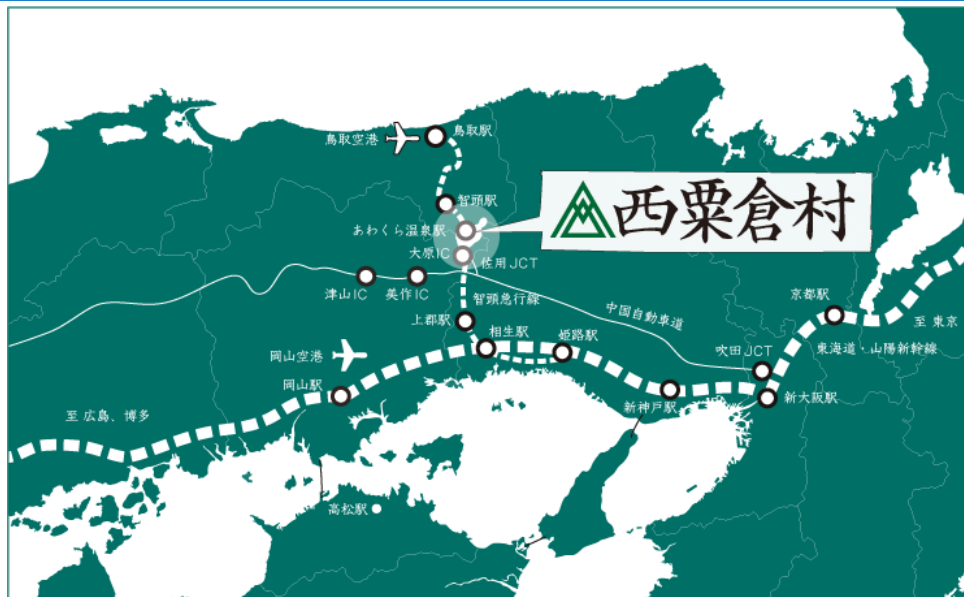 鳥取空港
鳥取駅
智頭駅
あわくら温泉駅
西粟倉村
大原IC
佐用JCT
津山IC
美作IC
智頭急行線
中国自動車道
京都駅
至 東京
上郡駅
相生駅
姫路駅
東海道・山陽新幹線
岡山空港
吹田JCT
岡山駅
新神戸駅
新大阪駅
至 広島、博多
高松駅